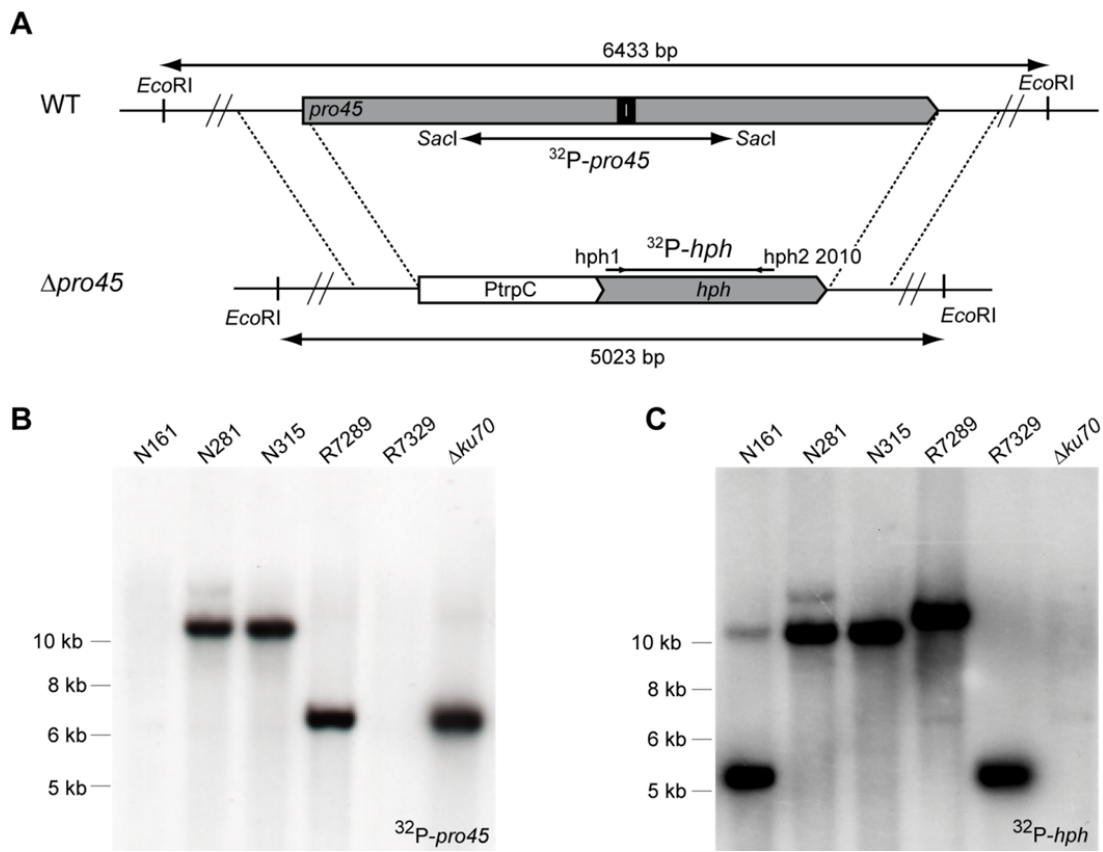 A
6433 bp
EcoRI
EcoRI
WT
pro45
I
SacI
SacI
³²P-pro45
³²P-hph
hph1
hph2 2010
Δpro45
PtrpC
hph
EcoRI
EcoRI
5023 bp
B
N161
N281
N315
R7289
R7329
Δku70
10 kb
8 kb
6 kb
5 kb
³²P-pro45
C
N161
N281
N315
R7289
R7329
Δku70
10 kb
8 kb
6 kb
5 kb
³²P-hph